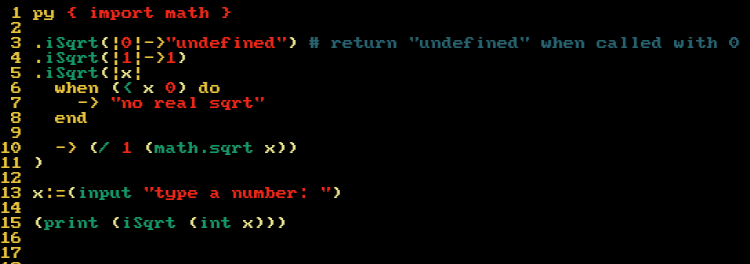 1 py { import math }
2
3 .iSqrt(|0|->"undefined") # return "undefined" when called with 0
4 .iSqrt(|1|->1)
5 .iSqrt(|x|
6   when (< x 0) do
7     -> "no real sqrt"
8   end
9
10   -> (/ 1 (math.sqrt x))
11 )
12
13 x:=(input "type a number: ")
14
15 (print (iSqrt (int x)))
16
17